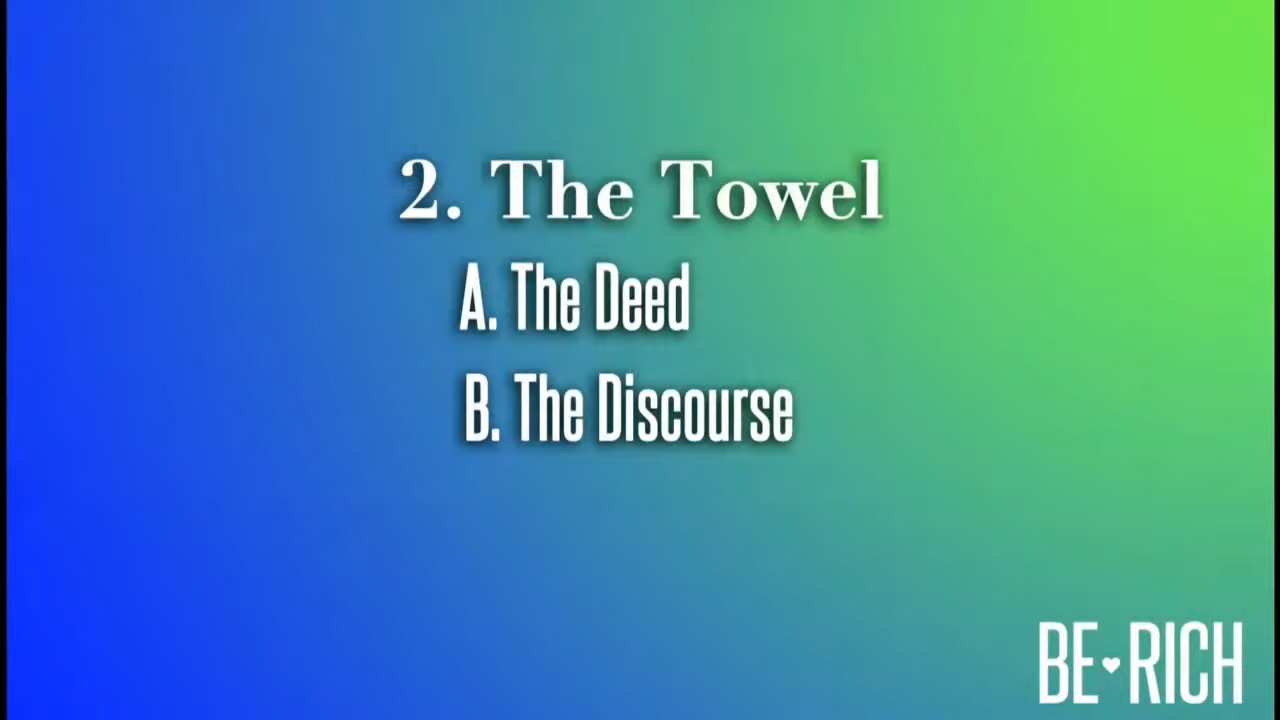 2. The Towel
A. The Deed
B. The Discourse
BE♥RICH